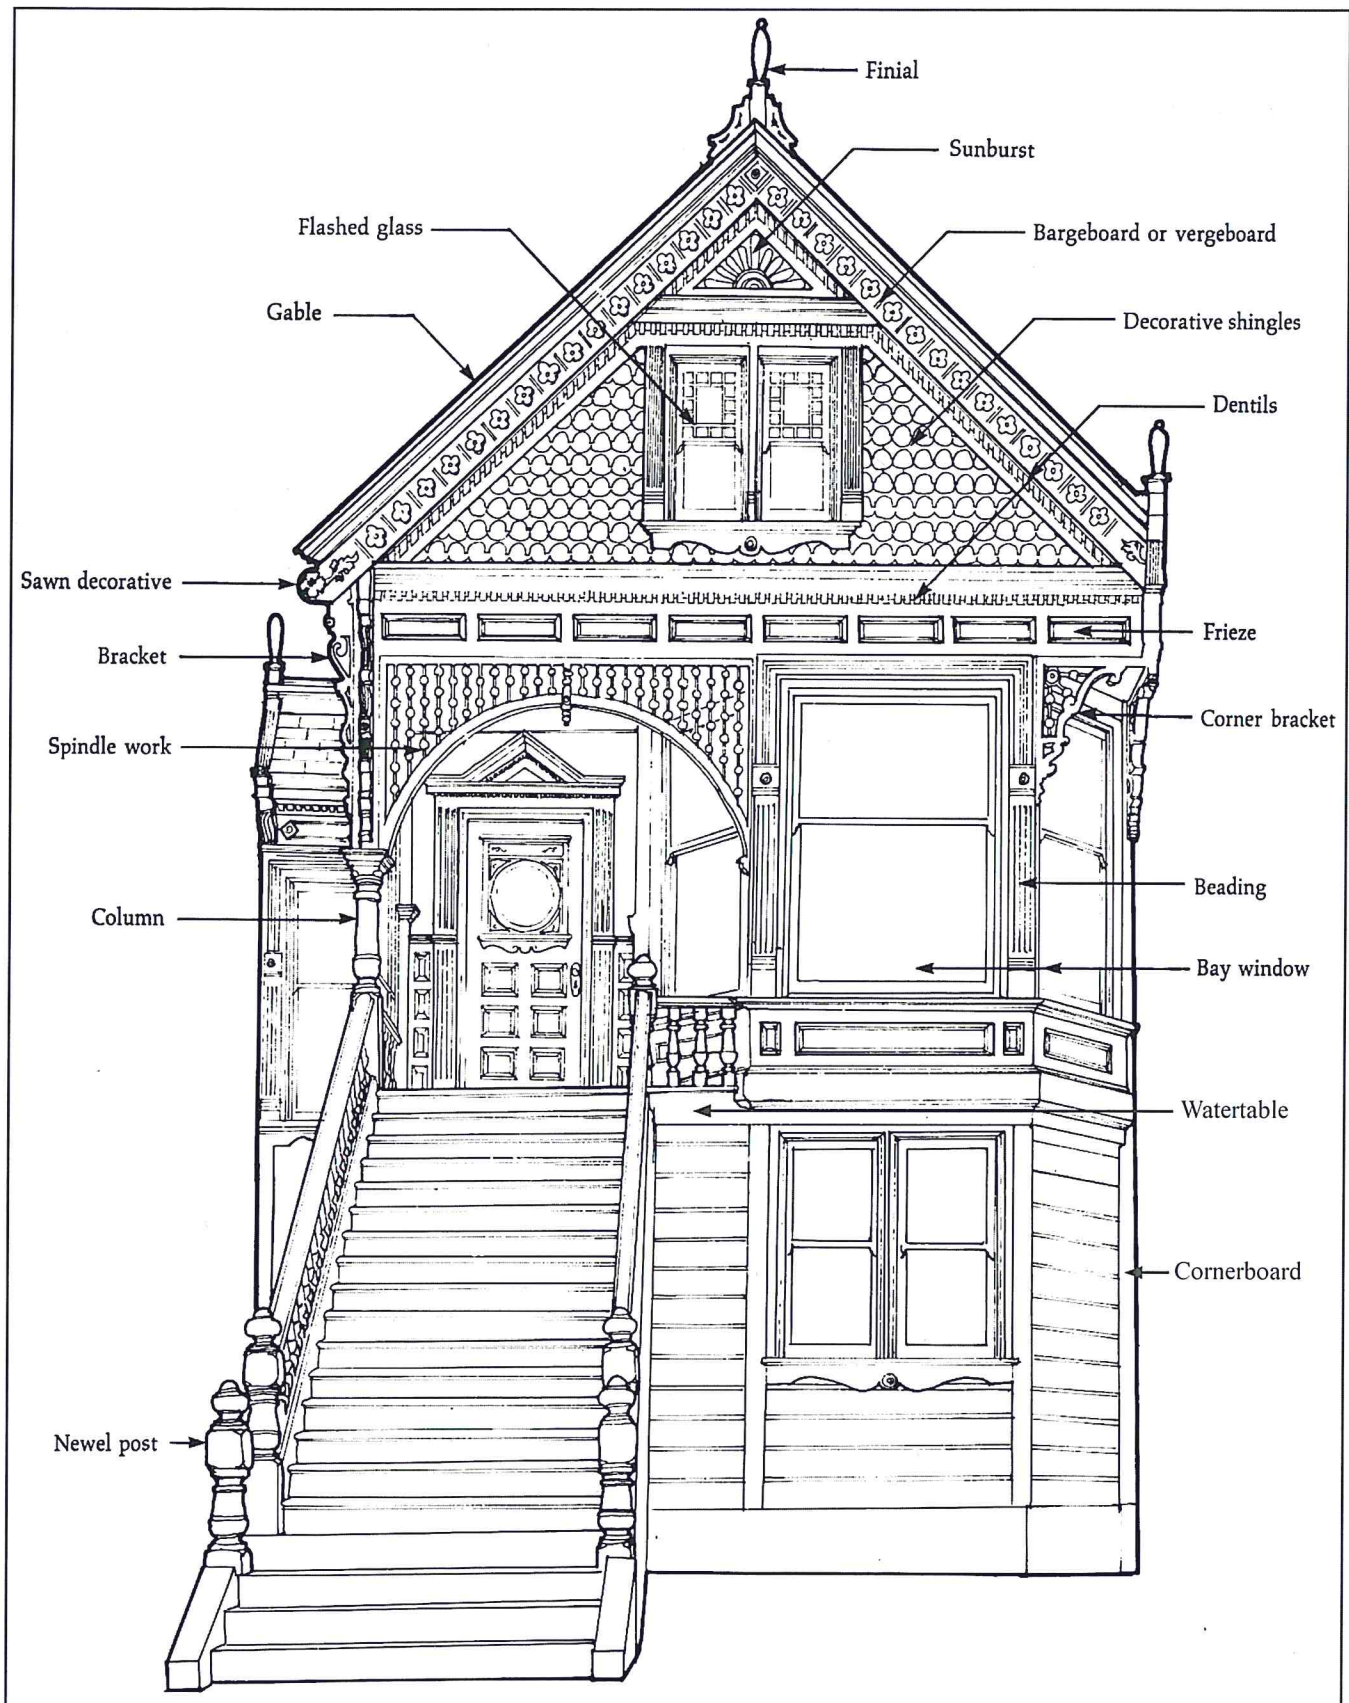 Finial
Sunburst
Flashed glass
Bargeboard or vergeboard
Gable
Decorative shingles
Dentils
Sawn decorative
Frieze
Bracket
Corner bracket
Spindle work
Beading
Column
Bay window
Watertable
Cornerboard
Newel post